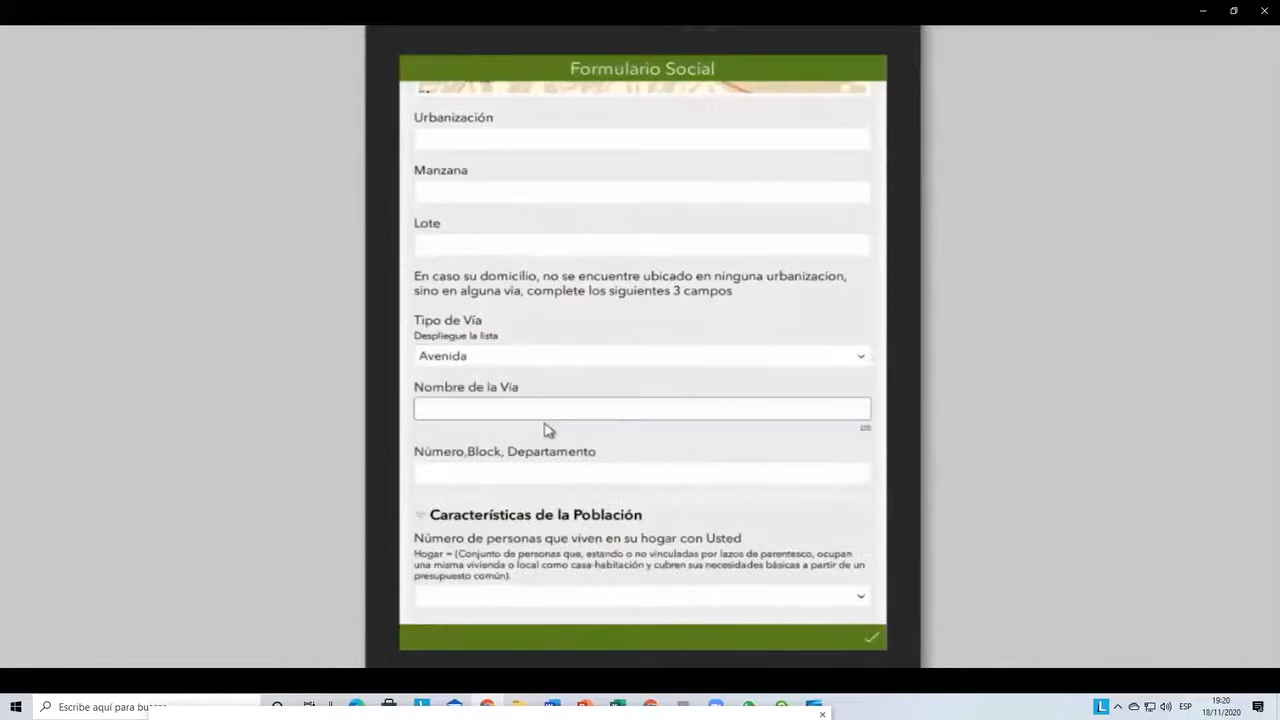 Formulario Social
Urbanización
Manzana
Lote
En caso su domicilio, no se encuentre ubicado en ninguna urbanizacion,
sino en alguna via, complete los siguientes 3 campos
Tipo de Vía
Despliegue la lista
Avenida
Nombre de la Via
Número,Block, Departamento
Características de la Población
Número de personas que viven en su hogar con Usted
Hogar = (Conjunto de personas que, estando o no vinculadas por lazos de parentesco, ocupan
una misma vivienda o local como casa-habitación y cubren sus necesidades básicas a partir de un
presupuesto común).
Escribe aquí para
ESP
19:20
18/11/2020